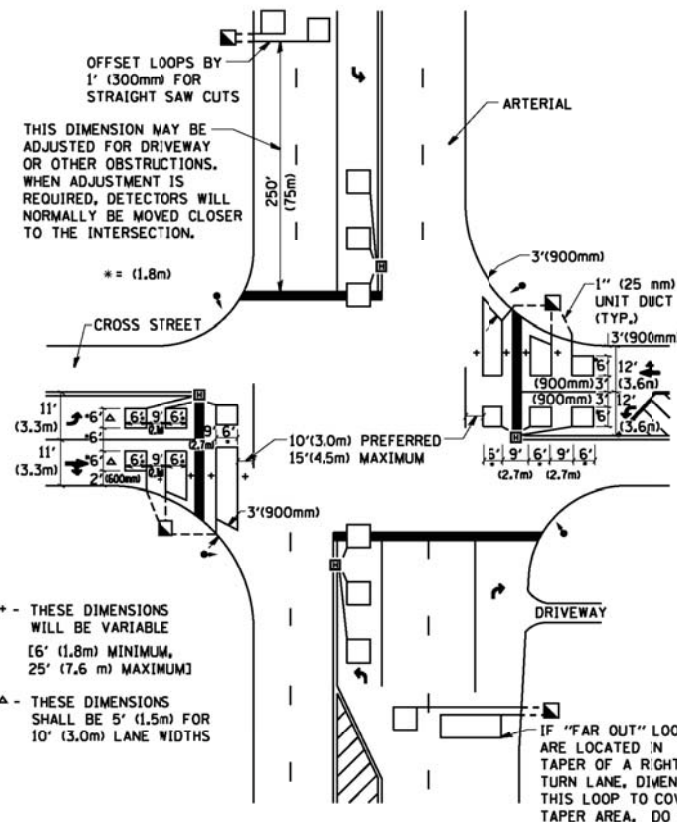 OFFSET LOOPS BY
1' (300mm) FOR
STRAIGHT SAW CUTS
THIS DIMENSION MAY BE
ADJUSTED FOR DRIVEWAY
OR OTHER OBSTRUCTIONS.
WHEN ADJUSTMENT IS
REQUIRED, DETECTORS WILL
NORMALLY BE MOVED CLOSER
TO THE INTERSECTION.
250'
(75m)
ARTERIAL
* = (1.8m)
3'(900mm)
1" (25 mm)
UNIT DUCT
(TYP.)
CROSS STREET
H
3'(900mm)
6'
12'
(3.6m)
(900mm) 3'
(900mm) 3'
12'
6'
(3.6m)
H
H
11'
(3.3m)
*6' △
6' 9' 6'
*6'
9' 6'
(2.7m)
11'
(3.3m)
*6' △
6' 9' 6'
2' (600mm)
10'(3.0m) PREFERRED
15'(4.5m) MAXIMUM
6' 9' 6' 9' 6'
(2.7m) (2.7m)
3'(900mm)
H
+ - THESE DIMENSIONS
WILL BE VARIABLE
[6' (1.8m) MINIMUM,
25' (7.6 m) MAXIMUM]
DRIVEWAY
△ - THESE DIMENSIONS
SHALL BE 5' (1.5m) FOR
10' (3.0m) LANE WIDTHS
IF "FAR OUT" LOO
ARE LOCATED IN
TAPER OF A RIGHT
TURN LANE, DIMEN
THIS LOOP TO COV
TAPER AREA. DO